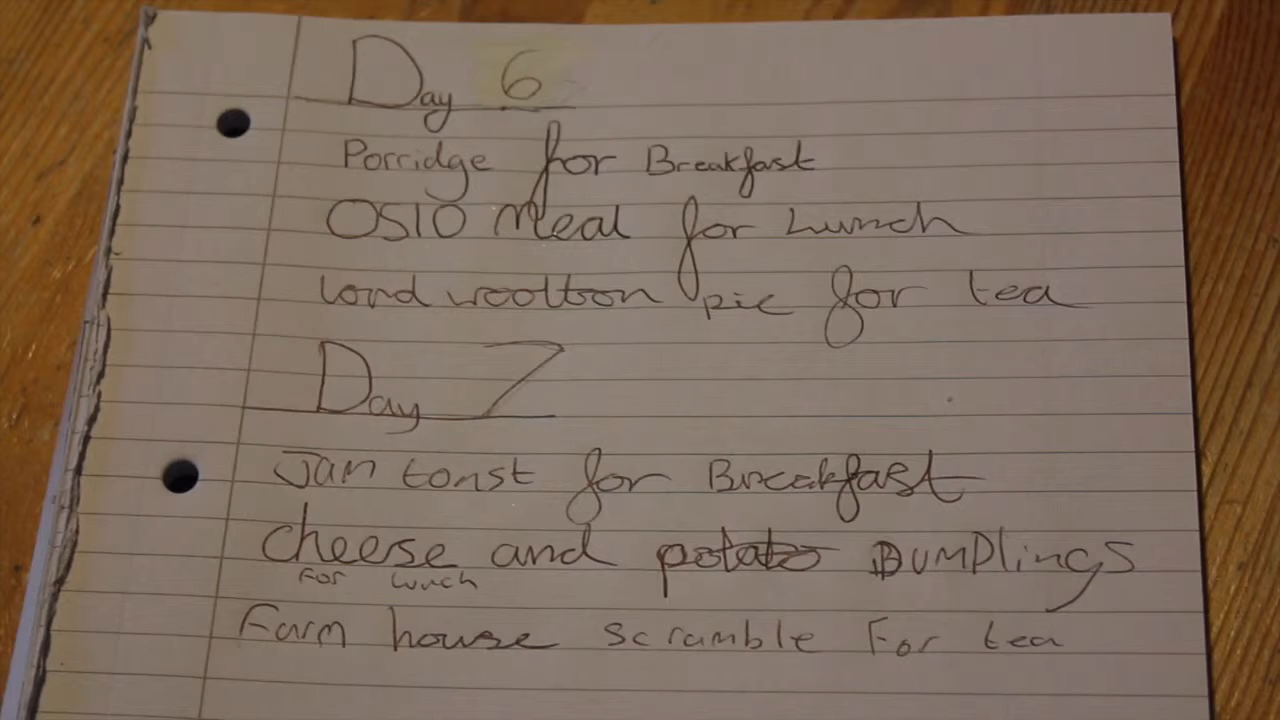 Day 6
Porridge for Breakfast
OSlO Meal for Lunch
Lord wootton pie for tea
Day 7
Jam toast for Breakfast
cheese and potato DUMPlings
For Lunch
Farm house scramble For tea